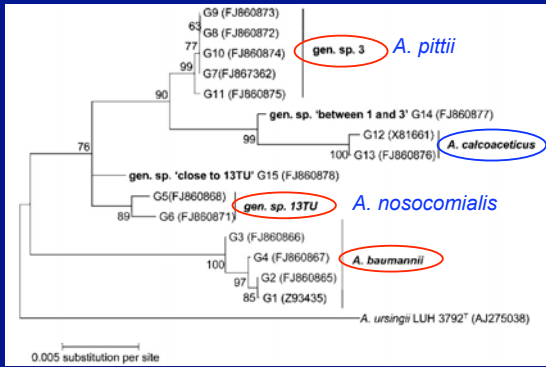 G9 (FJ860873)
63
G8 (FJ860872)
77
G10 (FJ860874)
gen. sp. 3
A. pittii
99
G7(FJ867362)
G11 (FJ860875)
90
gen. sp. 'between 1 and 3' G14 (FJ860877)
99
G12 (X81661)
A. calcoaceticus
100
G13 (FJ860876)
76
gen. sp. 'close to 13TU' G15 (FJ860878)
G5(FJ860868)
gen. sp. 13TU
A. nosocomialis
89
G6 (FJ860871)
G3 (FJ860866)
100
G4 (FJ860867)
A. baumannii
97
G2 (FJ860865)
85
G1 (Z93435)
A. ursingii LUH 3792T (AJ275038)
0.005 substitution per site